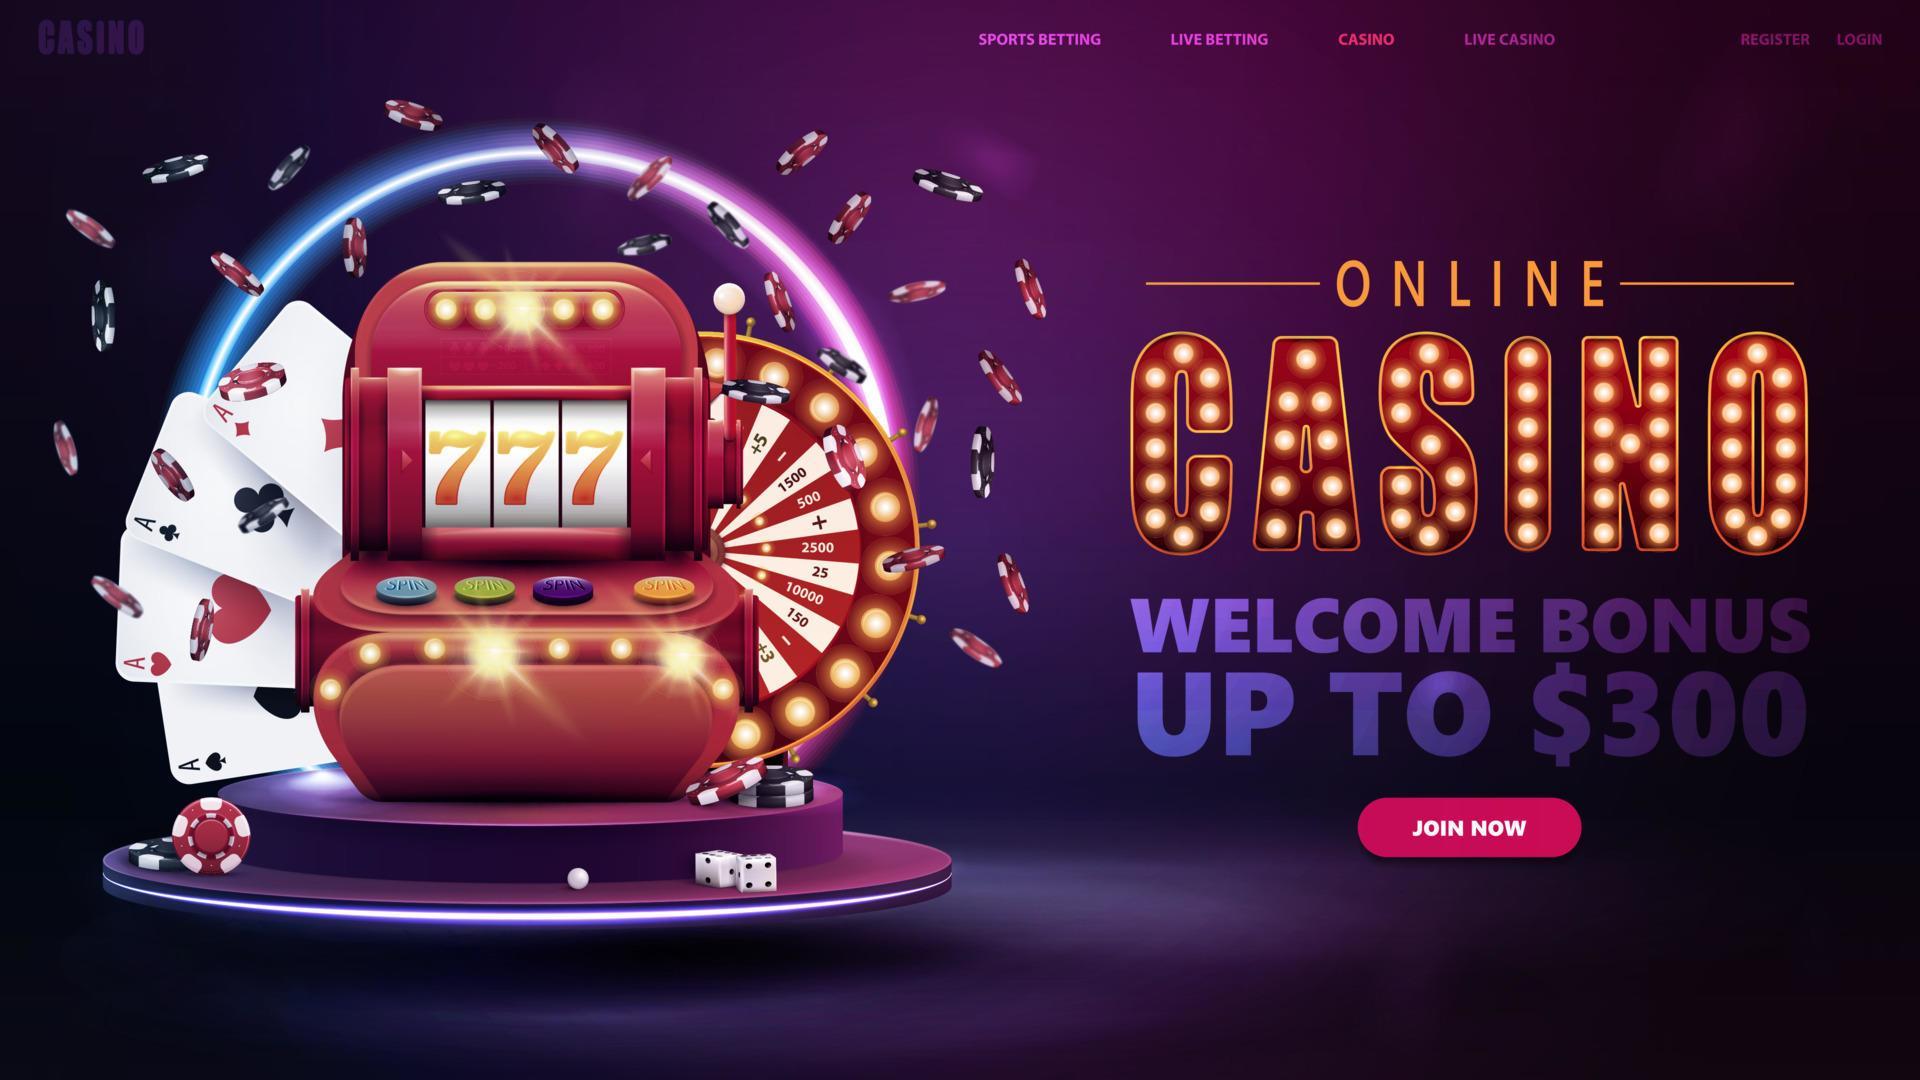 CASINO
SPORTS BETTING LIVE BETTING CASINO LIVE CASINO REGISTER LOGIN
ONLINE
CASINO
WELCOME BONUS
UP TO $300
JOIN NOW
777
SPIN SPIN SPIN SPIN
+5
-
1500
500
+
2500
25
10000
150
-
+3
A
A
A
A